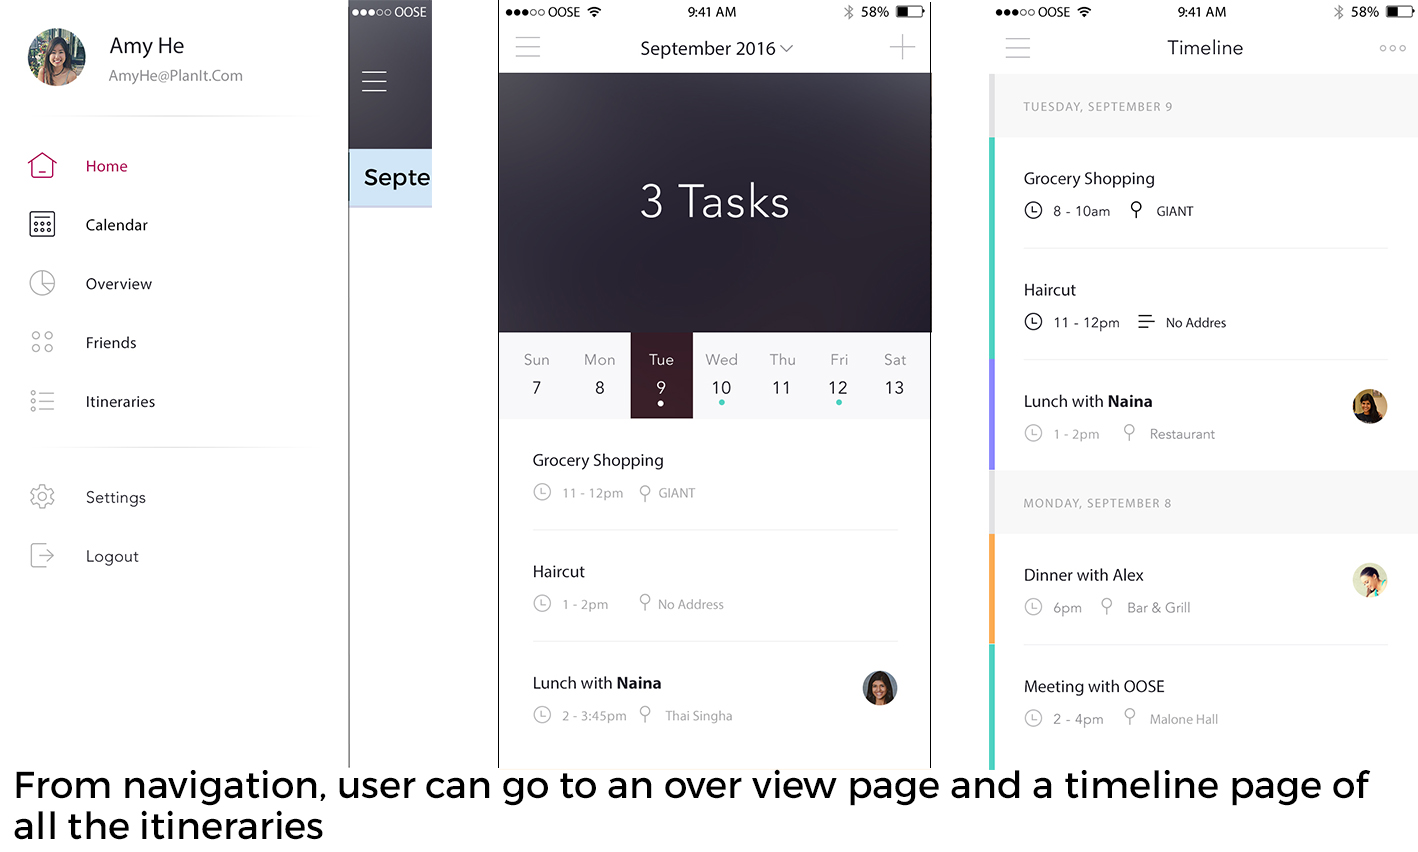 Amy He
AmyHe@PlanIt.Com
Home
Calendar
Overview
Friends
Itineraries
Settings
Logout
OOSE
Septe
OOSE 9:41 AM 58%
September 2016
3 Tasks
Sun Mon Tue Wed Thu Fri Sat
7 8 9 10 11 12 13
Grocery Shopping
11 - 12pm GIANT
Haircut
1 - 2pm No Address
Lunch with Naina
2 - 3:45pm Thai Singha
OOSE 9:41 AM 58%
Timeline
TUESDAY, SEPTEMBER 9
Grocery Shopping
8 - 10am GIANT
Haircut
11 - 12pm No Addres
Lunch with Naina
1 - 2pm Restaurant
MONDAY, SEPTEMBER 8
Dinner with Alex
6pm Bar & Grill
Meeting with OOSE
2 - 4pm Malone Hall
From navigation, user can go to an over view page and a timeline page of
all the itineraries